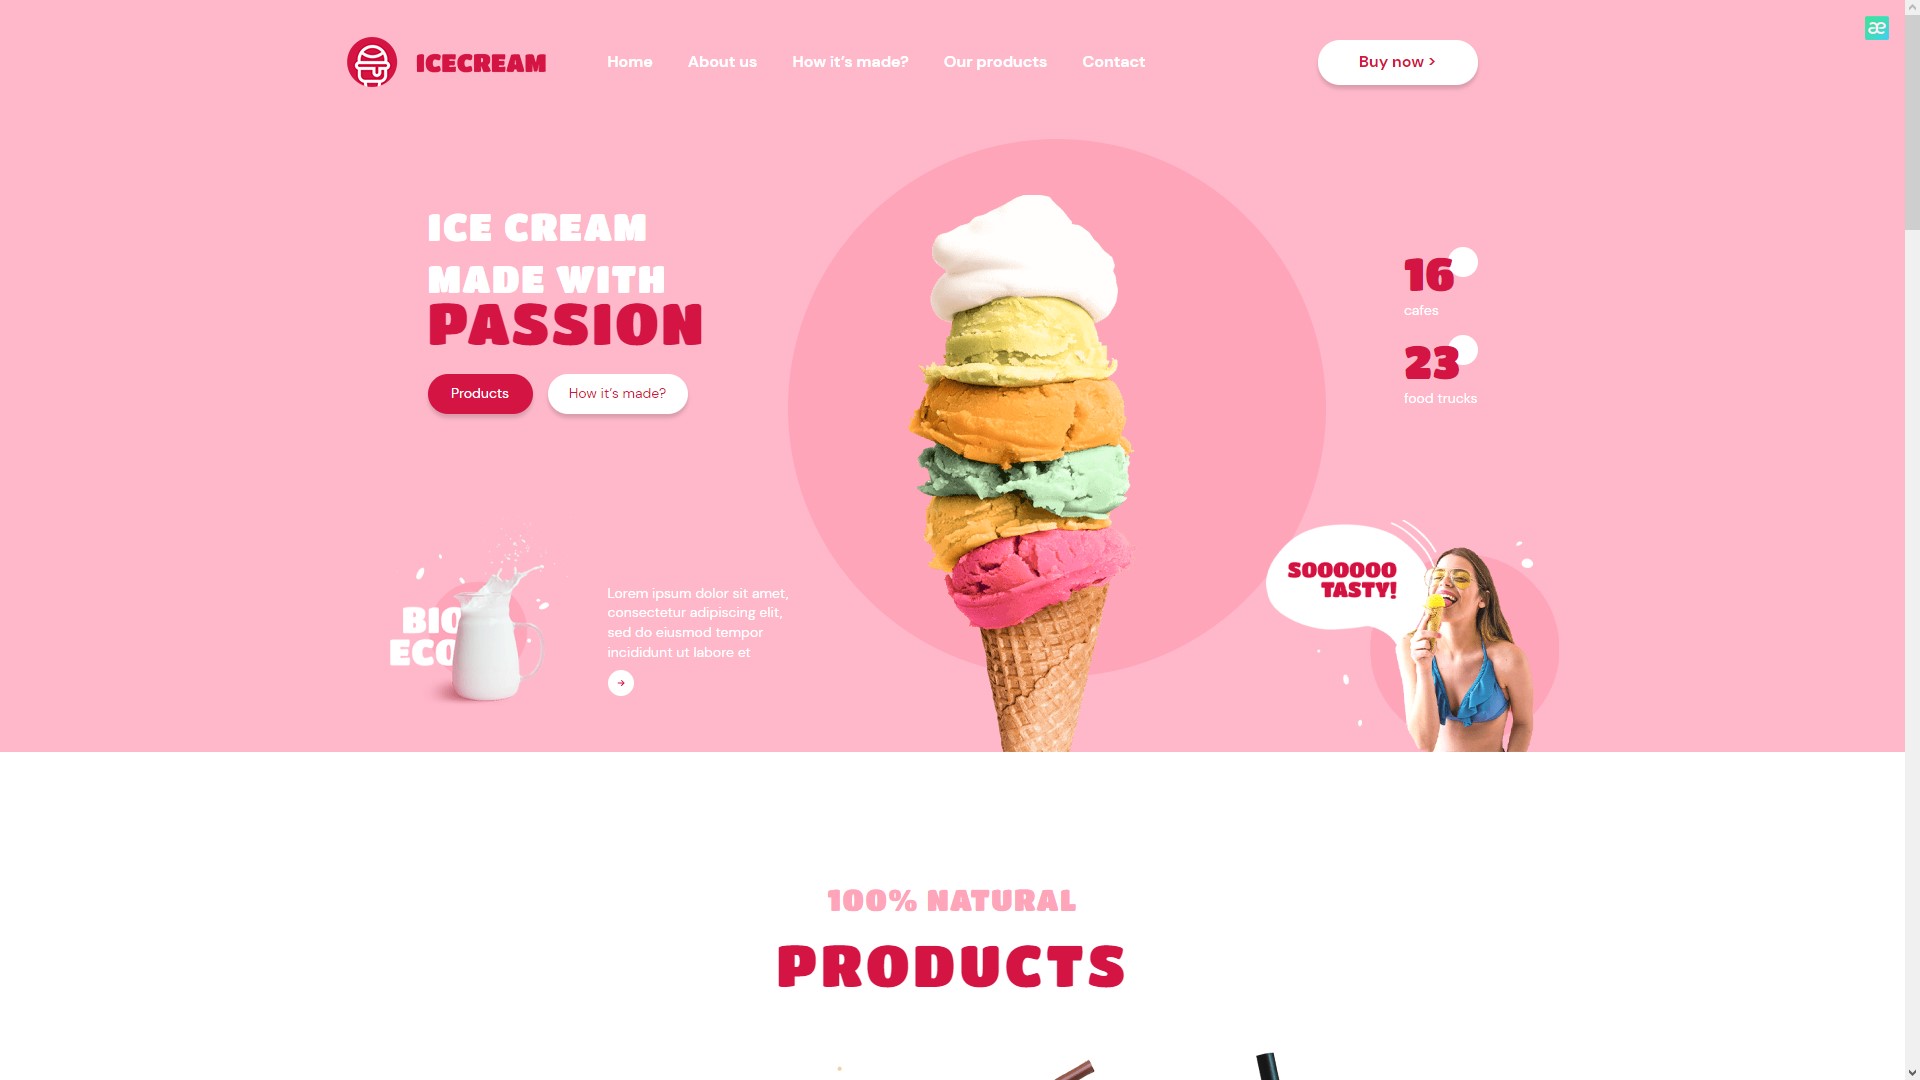 ICECREAM
Home
About us
How it's made?
Our products
Contact
Buy now >
æ
ICE CREAM
MADE WITH
PASSION
Products
How it's made?
16
cafes
23
food trucks
BIO
ECO
Lorem ipsum dolor sit amet,
consectetur adipiscing elit,
sed do eiusmod tempor
incididunt ut labore et
SOOOOOO
TASTY!
100% NATURAL
PRODUCTS